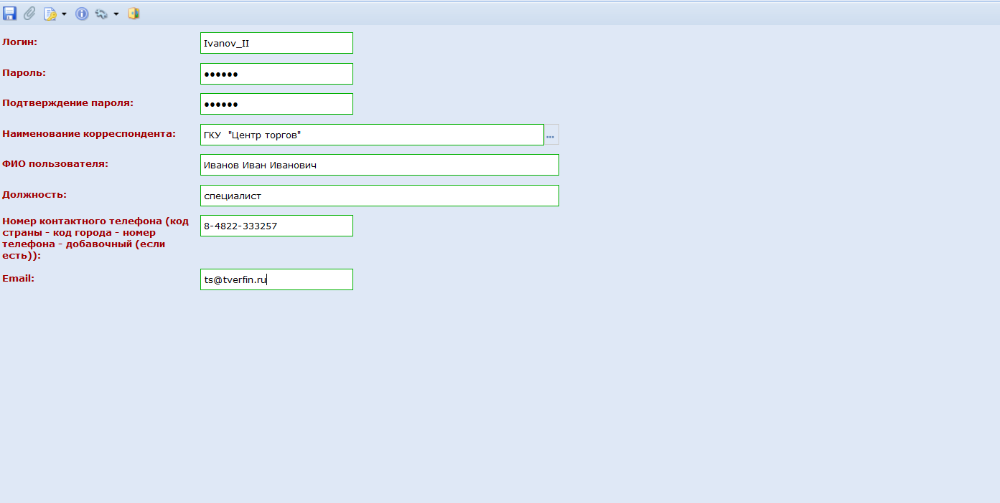 Логин:
Ivanov_II
Пароль:
●●●●●●
Подтверждение пароля:
●●●●●●
Наименование корреспондента:
ГКУ  "Центр торгов"
...
ФИО пользователя:
Иванов Иван Иванович
Должность:
специалист
Номер контактного телефона (код
страны - код города - номер
телефона - добавочный (если
есть)):
8-4822-333257
Email:
ts@tverfin.ru